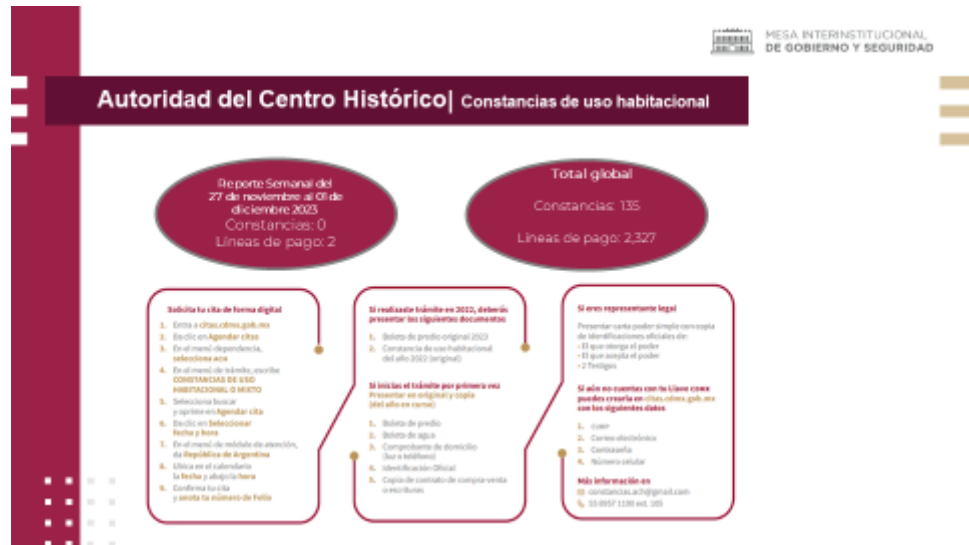 MESA INTERINSTITUCIONAL
DE GOBIERNO Y SEGURIDAD
Autoridad del Centro Histórico| Constancias de uso habitacional
Reporte Semanal del
27 de noviembre al 01 de
diciembre 2023
Constancias: 0
Líneas de pago: 2
Total global
Constancias: 135
Líneas de pago: 2,327
Solicita tu cita de forma digital
1. Entra a citas.cdmx.gob.mx
2. Da clic en Agendar citas
3. En el menú dependencia,
selecciona ACH
4. En el menú de trámite, escribe
CONSTANCIAS DE USO
HABITACIONAL O MIXTO
5. Selecciona buscar
y oprime en Agendar cita
6. Da clic en Seleccionar
fecha y hora
7. En el menú de módulo de atención,
da República de Argentina
8. Ubica en el calendario
la fecha y abajo la hora
9. Confirma tu cita
y anota tu número de Folio
Si realizaste trámite en 2022, deberás
presentar los siguientes documentos
1. Boleta de predio original 2023
2. Constancia de uso habitacional
del año 2022 (original)
Si inicias el trámite por primera vez
Presentar en original y copia
(del año en curso)
1. Boleta de predio
2. Boleta de agua
3. Comprobante de domicilio
(luz o teléfono)
4. Identificación Oficial
5. Copia de contrato de compra-venta
o escrituras
Si eres representante legal
Presentar carta poder simple con copia
de identificaciones oficiales de:
• El que otorga el poder
• El que acepta el poder
• 2 Testigos
Si aún no cuentas con tu Llave CDMX
puedes crearla en citas.cdmx.gob.mx
con los siguientes datos
1. CURP
2. Correo electrónico
3. Contraseña
4. Número celular
Más información en
constancias.ach@gmail.com
55 8957 1100 ext. 105